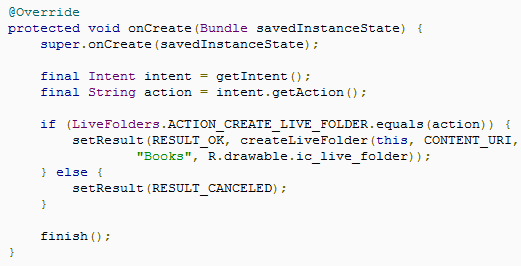 @Override
protected void onCreate(Bundle savedInstanceState) {
    super.onCreate(savedInstanceState);

    final Intent intent = getIntent();
    final String action = intent.getAction();

    if (LiveFolders.ACTION_CREATE_LIVE_FOLDER.equals(action)) {
        setResult(RESULT_OK, createLiveFolder(this, CONTENT_URI,
                "Books", R.drawable.ic_live_folder));
    } else {
        setResult(RESULT_CANCELED);
    }

    finish();
}